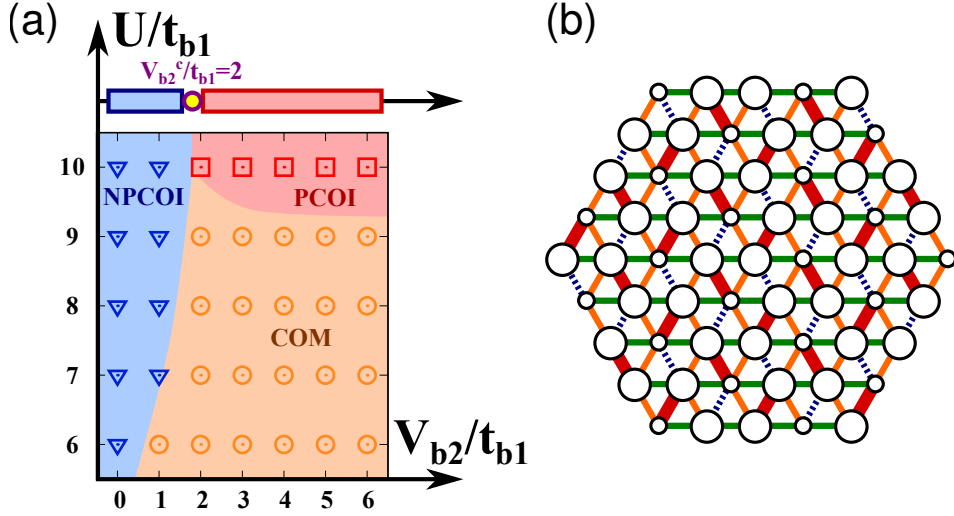 (a)
U/t_b1
V_b2^c/t_b1=2
10
NPCOI
PCOI
9
8
COM
7
6
V_b2/t_b1
0 1 2 3 4 5 6
(b)